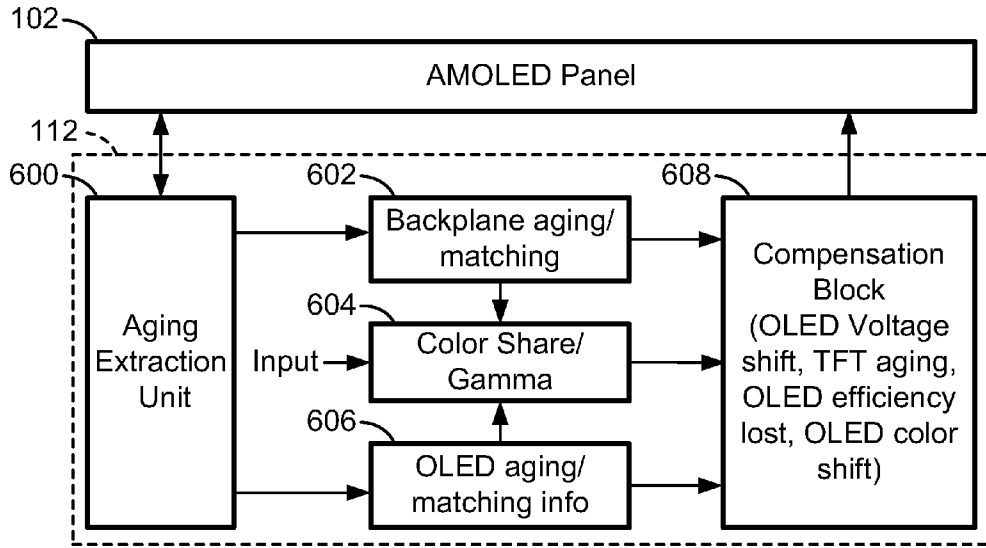 102
AMOLED Panel
112
600
602
608
Aging
Extraction
Unit
Backplane aging/
matching
604
Input
Color Share/
Gamma
606
OLED aging/
matching info
Compensation
Block
(OLED Voltage
shift, TFT aging,
OLED efficiency
lost, OLED color
shift)